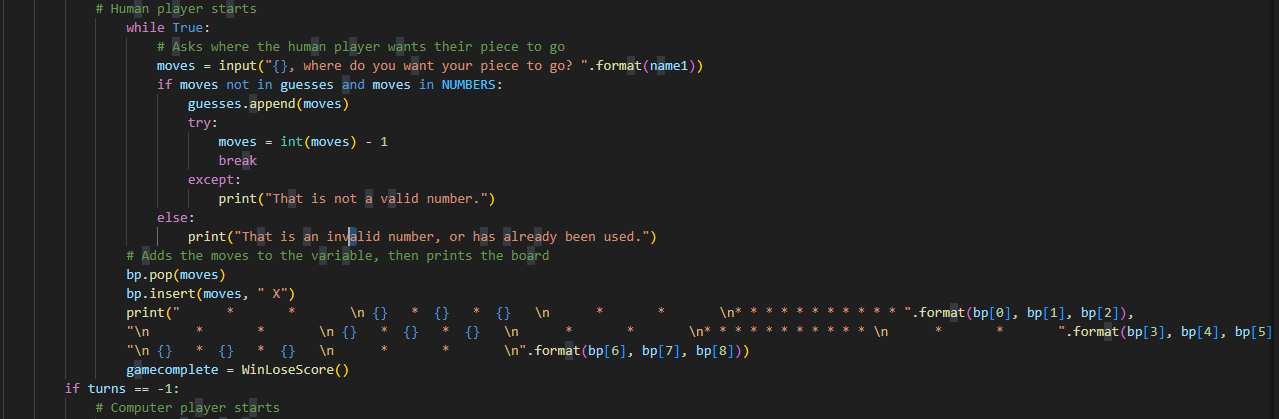 # Human player starts
while True:
# Asks where the human player wants their piece to go
moves = input("{}, where do you want your piece to go? ".format(name1))
if moves not in guesses and moves in NUMBERS:
guesses.append(moves)
try:
moves = int(moves) - 1
break
except:
print("That is not a valid number.")
else:
print("That is an invalid number, or has already been used.")
# Adds the moves to the variable, then prints the board
bp.pop(moves)
bp.insert(moves, " X")
print("      *       *       \n {}   *  {}   *  {}   \n      *       *       \n* * * * * * * * * * * ".format(bp[0], bp[1], bp[2]),
"\n      *       *       \n {}   *  {}   *  {}   \n      *       *       \n* * * * * * * * * * * \n      *       *       ".format(bp[3], bp[4], bp[5]
"\n {}   *  {}   *  {}   \n      *       *       \n".format(bp[6], bp[7], bp[8]))
gamecomplete = WinLoseScore()
if turns == -1:
# Computer player starts